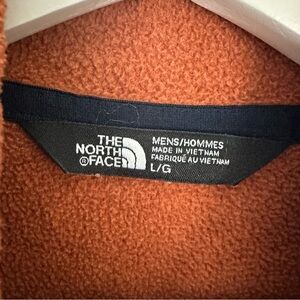 THE
NORTH
FACE
MENS/HOMMES
MADE IN VIETNAM
FABRIQUÉ AU VIETNAM
L/G